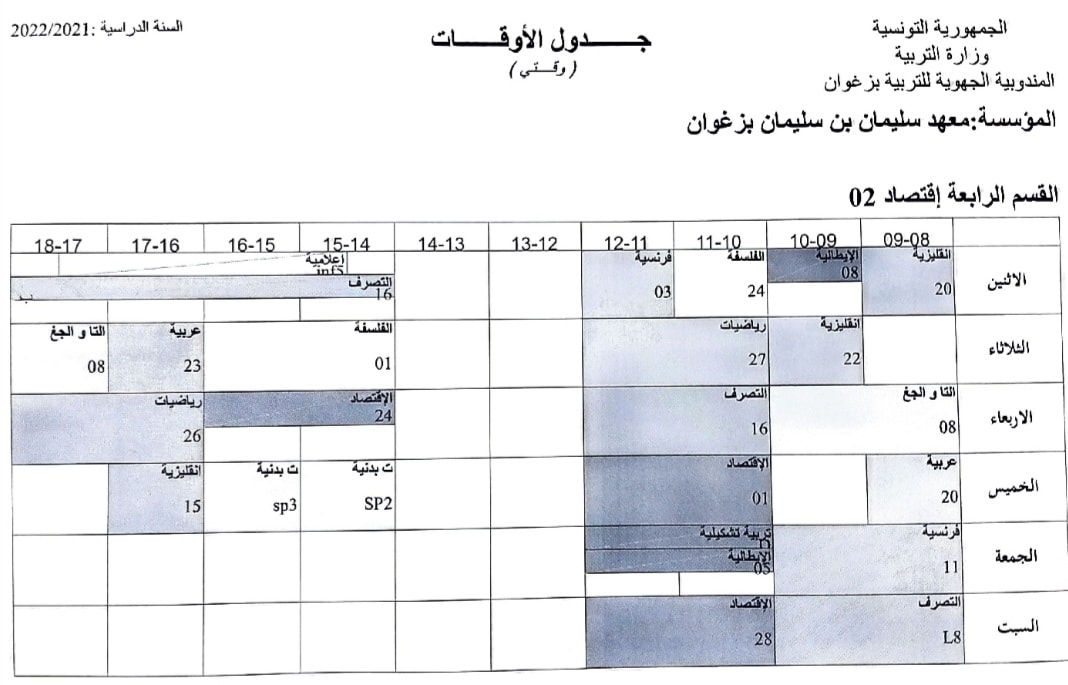 الجمهورية التونسية
وزارة التربية
المندوبية الجهوية للتربية بزغوان
المؤسسة:معهد سليمان بن سليمان بزغوان
جـــدول الأوقـــات
(وقـتي)
السنة الدراسية :2022/2021
القسم الرابعة إقتصاد 02
09-08 10-09 11-10 12-11 13-12 14-13 15-14 16-15 17-16 18-17
الاثنين
انقليزية 20
الإيطالية 08
الفلسفة 24
فرنسية 03
إعلامية inf5
التصرف 16
ب
الثلاثاء
انقليزية 22
رياضيات 27
الفلسفة 01
عربية 23
التا و الجغ 08
الاربعاء
التا و الجغ 08
التصرف 16
الإقتصاد 24
رياضيات 26
الخميس
عربية 20
الإقتصاد 01
ت بدنية SP2
ت بدنية sp3
انقليزية 15
الجمعة
فرنسية 11
تربية تشكيلية
الإيطالية 05
السبت
التصرف L8
الإقتصاد 28